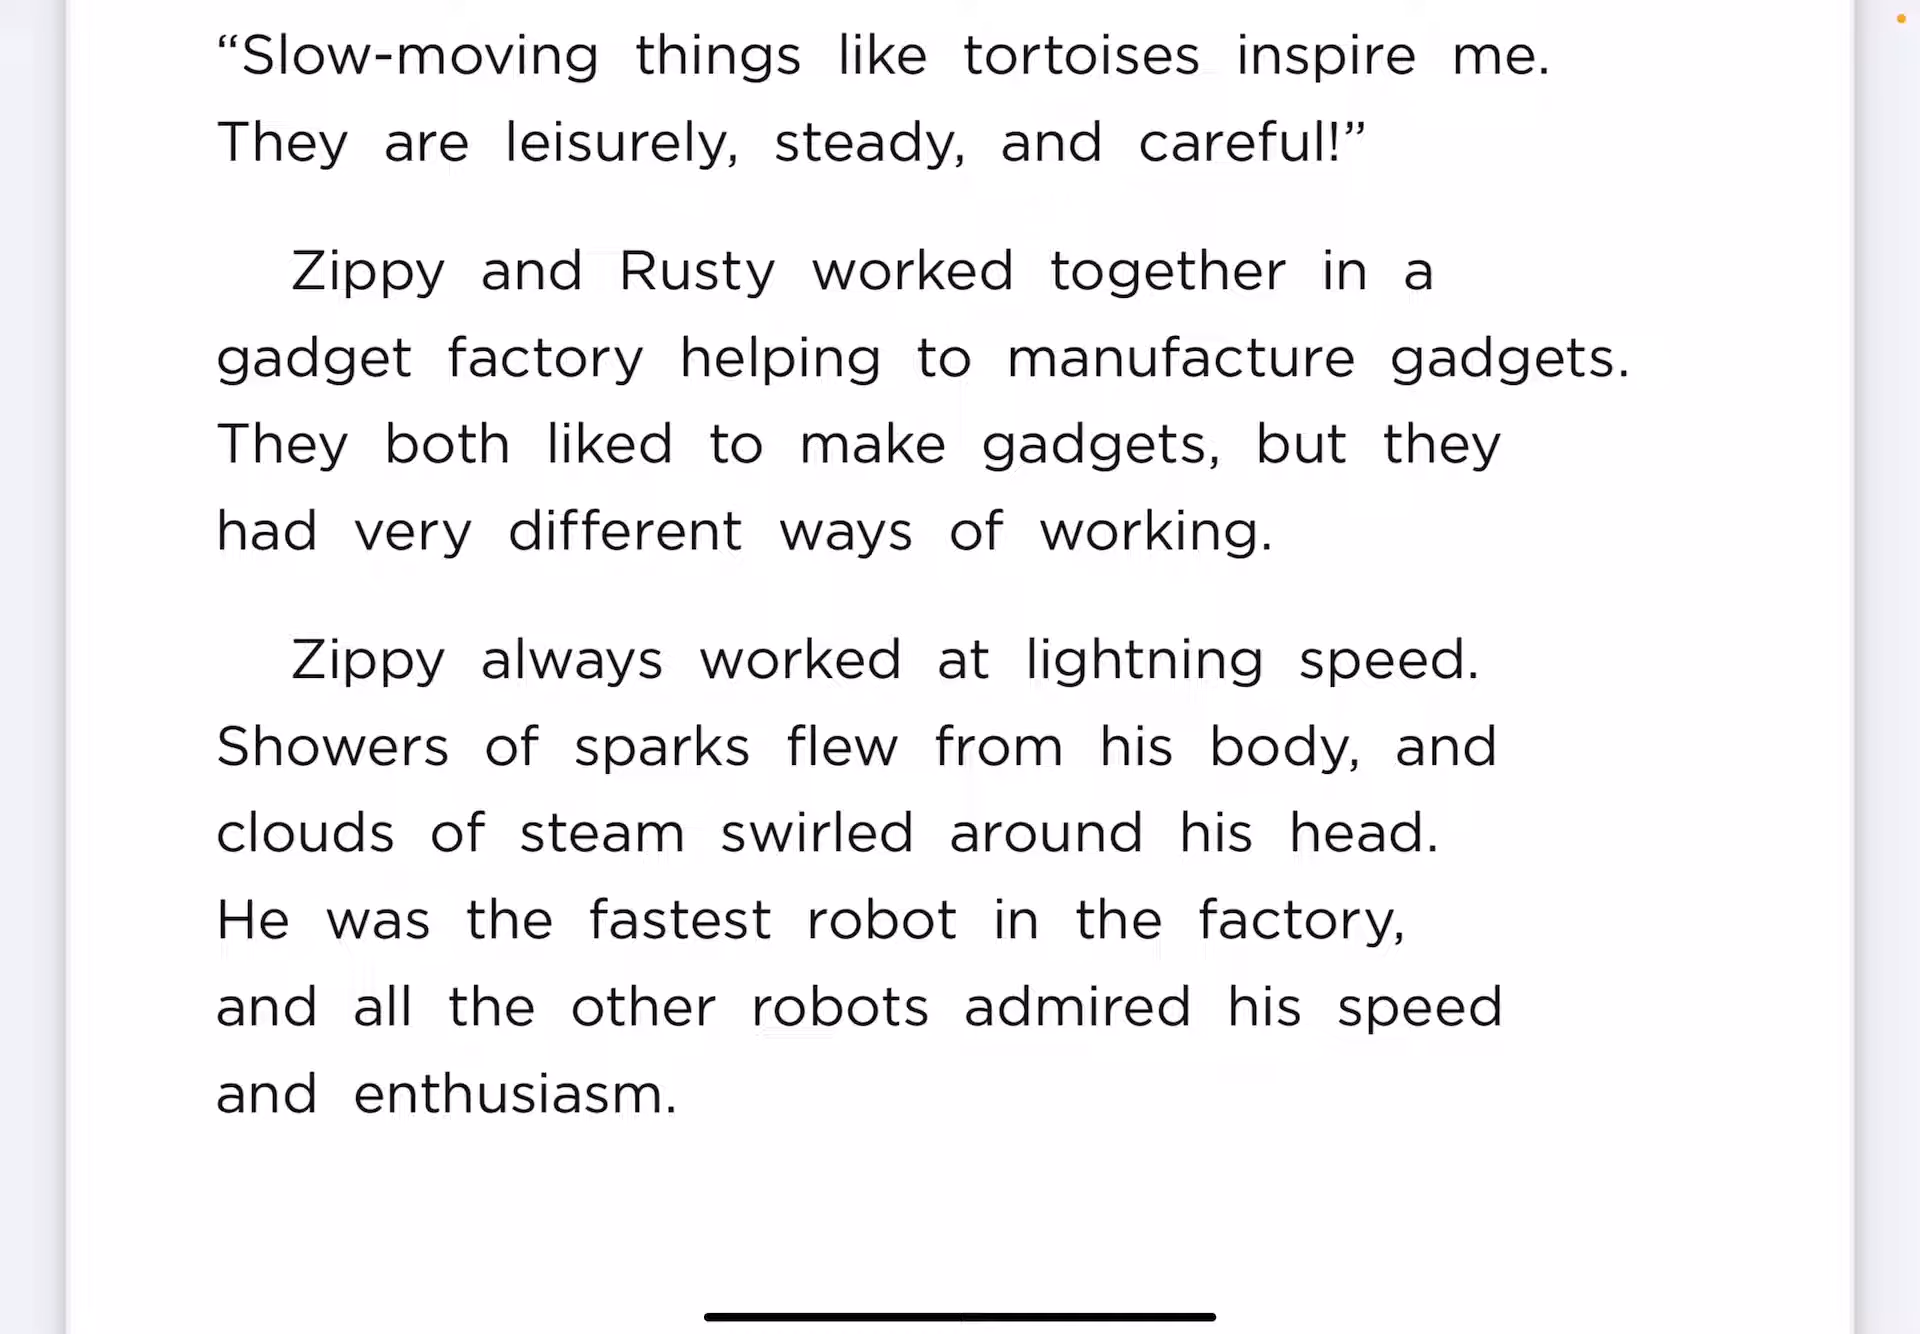 “Slow-moving things like tortoises inspire me.
They are leisurely, steady, and careful!”
Zippy and Rusty worked together in a
gadget factory helping to manufacture gadgets.
They both liked to make gadgets, but they
had very different ways of working.
Zippy always worked at lightning speed.
Showers of sparks flew from his body, and
clouds of steam swirled around his head.
He was the fastest robot in the factory,
and all the other robots admired his speed
and enthusiasm.